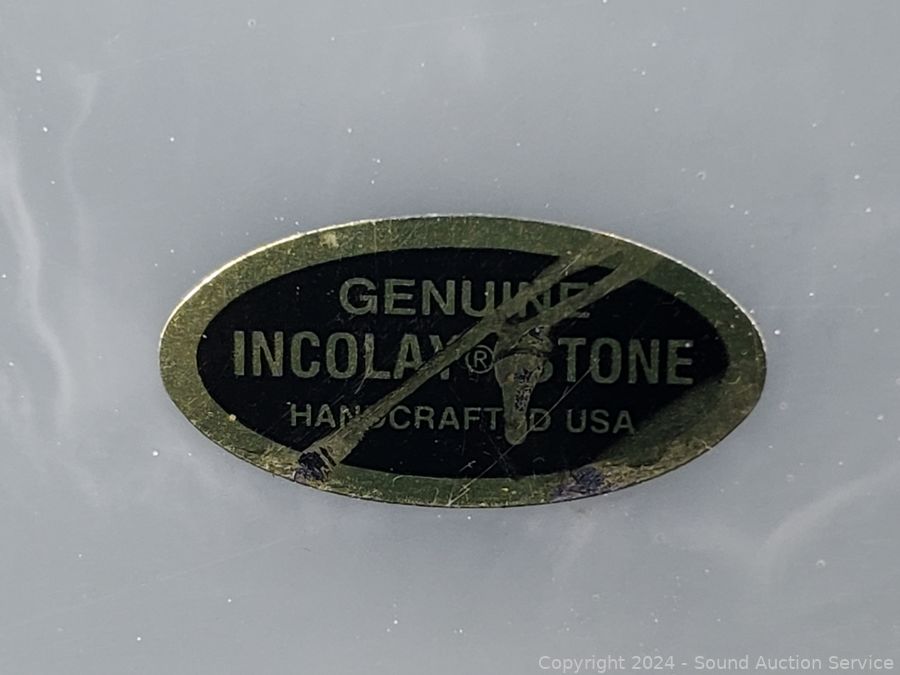 GENUINE
INCOLAY® STONE
HANDCRAFTED USA
Copyright 2024 - Sound Auction Service